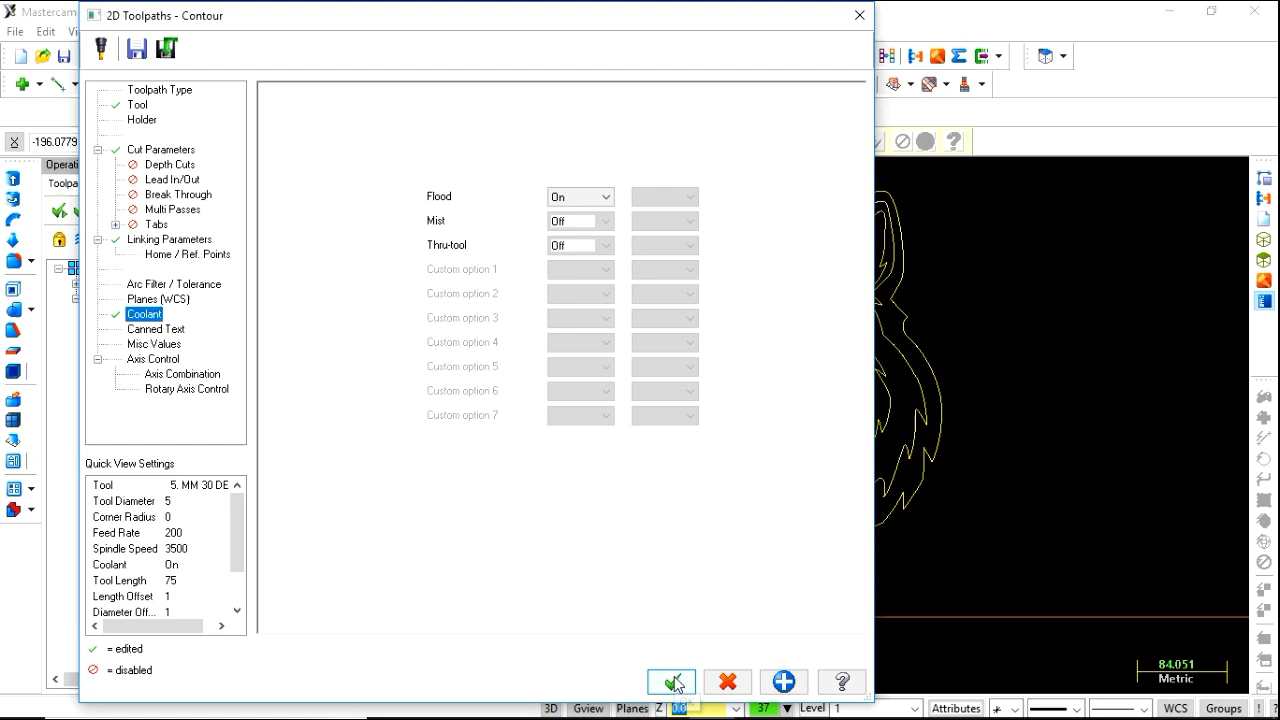 Mastercam
2D Toolpaths - Contour
File
Edit
-196.0779
Operati
Toolpa
Toolpath Type
Tool
Holder
Cut Parameters
Depth Cuts
Lead In/Out
Break Through
Multi Passes
Tabs
Linking Parameters
Home / Ref. Points
Arc Filter / Tolerance
Planes (WCS)
Coolant
Canned Text
Misc Values
Axis Control
Axis Combination
Rotary Axis Control
Flood On
Mist Off
Thru-tool Off
Custom option 1
Custom option 2
Custom option 3
Custom option 4
Custom option 5
Custom option 6
Custom option 7
Quick View Settings
Tool 5. MM 30 DE
Tool Diameter 5
Corner Radius 0
Feed Rate 200
Spindle Speed 3500
Coolant On
Tool Length 75
Length Offset 1
Diameter Off... 1
= edited
= disabled
84.051
Metric
3D Gview Planes Z 0.0 37 Level 1 Attributes WCS Groups